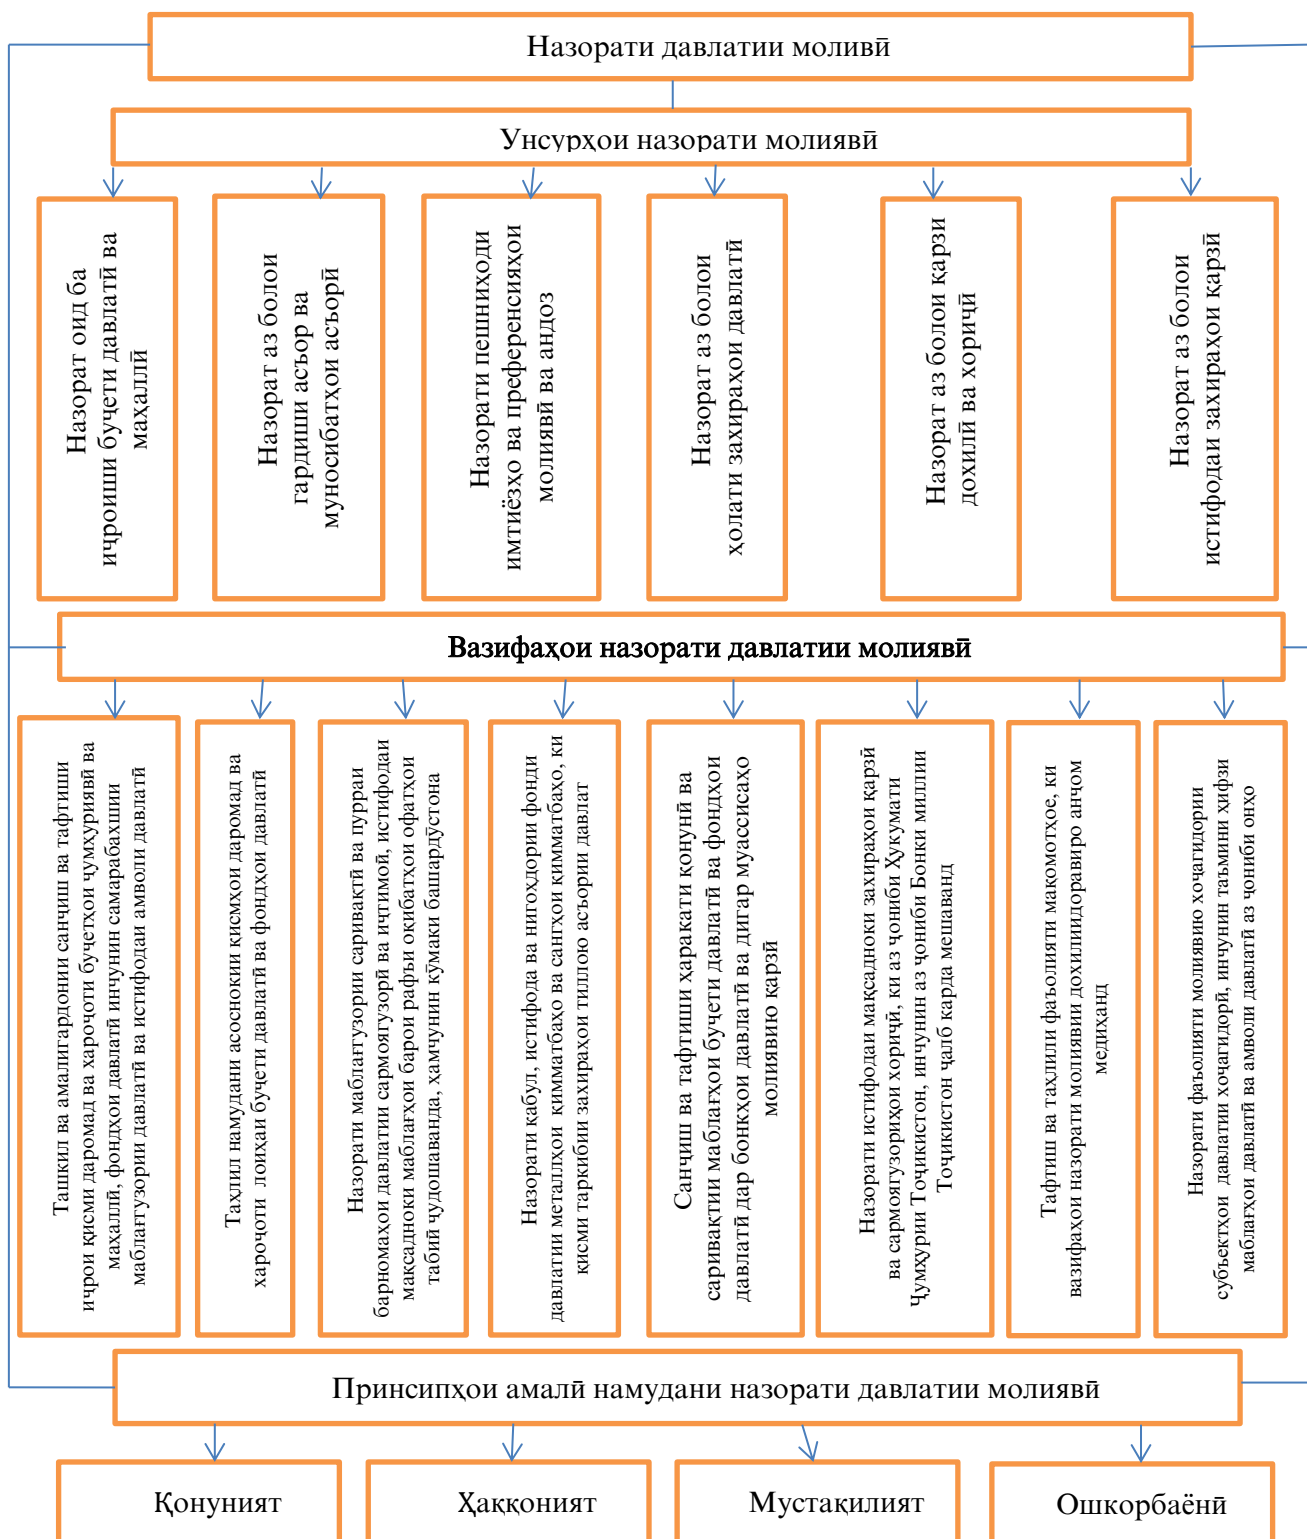 Назорати давлатии моливӣ
Унсурҳои назорати молиявӣ
Назорат оид ба
иҷроиши буҷети давлатӣ ва
маҳаллӣ
Назорат аз болои
гардиши асъор ва
муносибатҳои асъорӣ
Назорати пешниҳоди
имтиёзҳо ва преференсияҳои
молиявӣ ва андоз
Назорат аз болои
ҳолати захираҳои давлатӣ
Назорат аз болои қарзи
дохилӣ ва хориҷӣ
Назорат аз болои
истифодаи захираҳои қарзӣ
Вазифаҳои назорати давлатии молиявӣ
Ташкил ва амалигардонии санҷиш ва тафтиши
иҷрои қисми даромад ва хароҷоти буҷетҳои ҷумҳуриявӣ ва
маҳаллӣ, фондҳои давлатӣ инчунин самарабахшии
маблағгузории давлатӣ ва истифодаи амволи давлатӣ
Таҳлил намудани асоснокии қисмҳои даромад ва
хароҷоти лоиҳаи буҷети давлатӣ ва фондҳои давлатӣ
Назорати маблағгузории саривақтӣ ва пурраи
барномаҳои давлатии сармоягузорӣ ва иҷтимоӣ, истифодаи
мақсадноки маблағҳои барои рафъи оқибатҳои офатҳои
табиӣ ҷудошаванда, ҳамчунин кӯмаки башардӯстона
Назорати қабул, истифода ва нигоҳдории фонди
давлатии металлҳои қимматбаҳо ва сангҳои қимматбаҳо, ки
қисми таркибии захираҳои тиллою асъории давлат
Санҷиш ва тафтиши ҳаракати қонунӣ ва
саривақтии маблағҳои буҷети давлатӣ ва фондҳои
давлатӣ дар бонкҳои давлатӣ ва дигар муассисаҳо
молиявию қарзӣ
Назорати истифодаи мақсадноки захираҳои қарзӣ
ва сармоягузориҳои хориҷӣ, ки аз ҷониби Ҳукумати
Ҷумҳурии Тоҷикистон, инчунин аз ҷониби Бонки миллии
Тоҷикистон ҷалб карда мешаванд
Тафтиш ва таҳлили фаъолияти мақомотҳое, ки
вазифаҳои назорати молиявии дохилиидоравиро анҷом
медиҳанд
Назорати фаъолияти молиявию хоҷагидории
субъектҳои давлатии хоҷагидорӣ, инчунин таъмини ҳифзи
маблағҳои давлатӣ ва амволи давлатӣ аз ҷониби онҳо
Принсипҳои амалӣ намудани назорати давлатии молиявӣ
Қонуният
Ҳаққоният
Мустақилият
Ошкорбаёнӣ